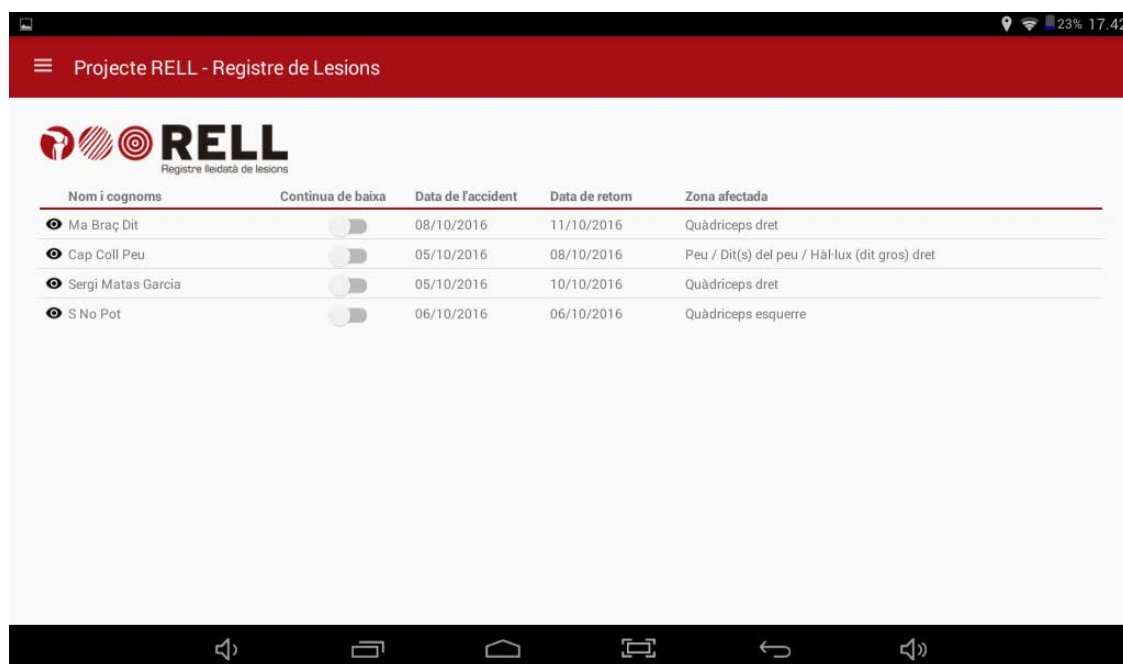 23% 17.42
Projecte RELL - Registre de Lesions
RELL
Registre lleidatà de lesions
Nom i cognoms Continua de baixa Data de l'accident Data de retorn Zona afectada
Ma Braç Dit 08/10/2016 11/10/2016 Quàdriceps dret
Cap Coll Peu 05/10/2016 08/10/2016 Peu / Dit(s) del peu / Hàl·lux (dit gros) dret
Sergi Matas Garcia 05/10/2016 10/10/2016 Quàdriceps dret
S No Pot 06/10/2016 06/10/2016 Quàdriceps esquerre